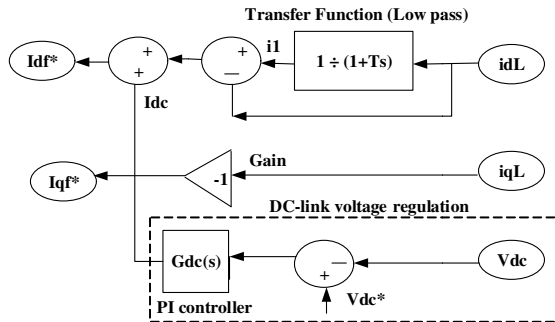 Transfer Function (Low pass)
Idf*
+
+
Idc
+
—
i1
1 ÷ (1+Ts)
idL
Iqf*
-1
Gain
iqL
DC-link voltage regulation
Gdc(s)
PI controller
—
+
Vdc*
Vdc